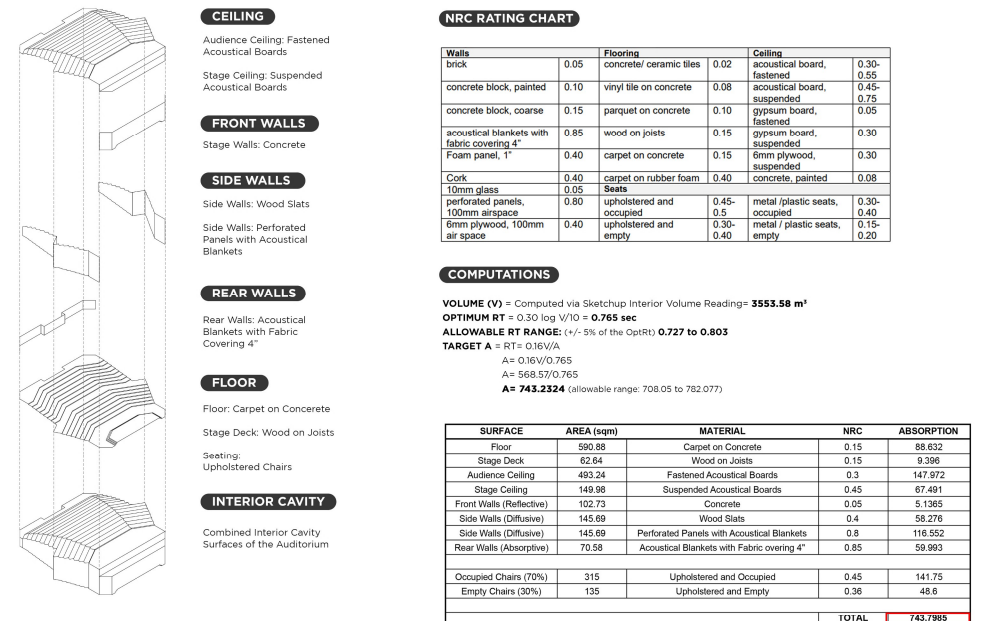 CEILING
Audience Ceiling: Fastened
Acoustical Boards
Stage Ceiling: Suspended
Acoustical Boards
FRONT WALLS
Stage Walls: Concrete
SIDE WALLS
Side Walls: Wood Slats
Side Walls: Perforated
Panels with Acoustical
Blankets
REAR WALLS
Rear Walls: Acoustical
Blankets with Fabric
Covering 4"
FLOOR
Floor: Carpet on Concerete
Stage Deck: Wood on Joists
Seating:
Upholstered Chairs
INTERIOR CAVITY
Combined Interior Cavity
Surfaces of the Auditorium
NRC RATING CHART
Walls Flooring Ceiling
brick 0.05 concrete/ ceramic tiles 0.02 acoustical board, fastened 0.30-0.55
concrete block, painted 0.10 vinyl tile on concrete 0.08 acoustical board, suspended 0.45-0.75
concrete block, coarse 0.15 parquet on concrete 0.10 gypsum board, fastened 0.05
acoustical blankets with fabric covering 4" 0.85 wood on joists 0.15 gypsum board, suspended 0.30
Foam panel, 1" 0.40 carpet on concrete 0.15 6mm plywood, suspended 0.30
Cork 0.40 carpet on rubber foam 0.40 concrete, painted 0.08
10mm glass 0.05 Seats
perforated panels, 100mm airspace 0.80 upholstered and occupied 0.45-0.5 metal /plastic seats, occupied 0.30-0.40
6mm plywood, 100mm air space 0.40 upholstered and empty 0.30-0.40 metal / plastic seats, empty 0.15-0.20
COMPUTATIONS
VOLUME (V) = Computed via Sketchup Interior Volume Reading= 3553.58 m³
OPTIMUM RT = 0.30 log V/10 = 0.765 sec
ALLOWABLE RT RANGE: (+/- 5% of the OptRt) 0.727 to 0.803
TARGET A = RT= 0.16V/A
A= 0.16V/0.765
A= 568.57/0.765
A= 743.2324 (allowable range: 708.05 to 782.077)
SURFACE AREA (sqm) MATERIAL NRC ABSORPTION
Floor 590.88 Carpet on Concrete 0.15 88.632
Stage Deck 62.64 Wood on Joists 0.15 9.396
Audience Ceiling 493.24 Fastened Acoustical Boards 0.3 147.972
Stage Ceiling 149.98 Suspended Acoustical Boards 0.45 67.491
Front Walls (Reflective) 102.73 Concrete 0.05 5.1365
Side Walls (Diffusive) 145.69 Wood Slats 0.4 58.276
Side Walls (Diffusive) 145.69 Perforated Panels with Acoustical Blankets 0.8 116.552
Rear Walls (Absorptive) 70.58 Acoustical Blankets with Fabric overing 4" 0.85 59.993
Occupied Chairs (70%) 315 Upholstered and Occupied 0.45 141.75
Empty Chairs (30%) 135 Upholstered and Empty 0.36 48.6
TOTAL 743.7985